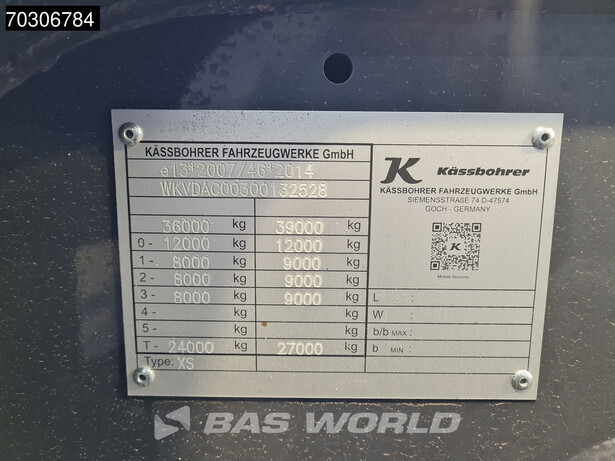 70306784
KÄSSBOHRER FAHRZEUGWERKE GmbH
e13*2007/46*2014
WKVDAC00300132528
36000 kg 39000 kg
0 - 12000 kg 12000 kg
1 - 8000 kg 9000 kg
2 - 8000 kg 9000 kg
3 - 8000 kg 9000 kg
4 - kg kg
5 - kg kg
T - 24000 kg 27000 kg
Type: XS
K Kässbohrer
KÄSSBOHRER FAHRZEUGWERKE GmbH
SIEMENSSTRAßE 74 D-47574
GOCH - GERMANY
K
L :
W :
b/b MAX :
b MIN :
BAS WORLD